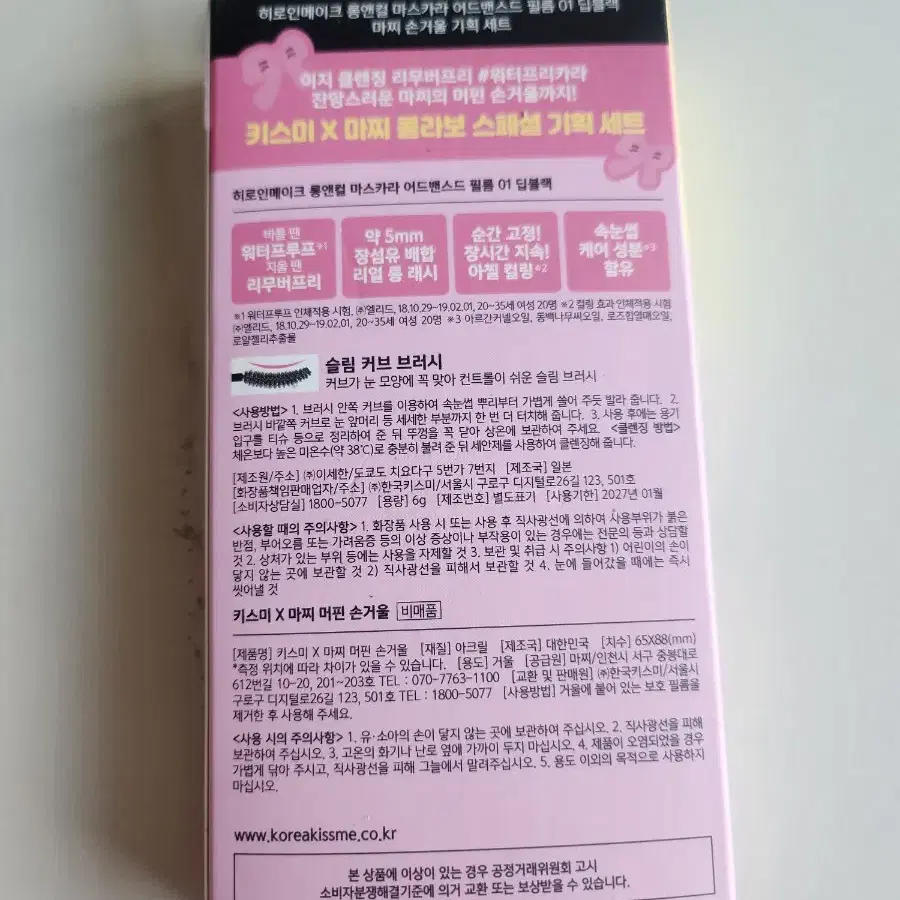 히로인메이크 롱앤컬 마스카라 어드밴스드 필름 01 딥블랙
마찌 손거울 기획 세트
이지 클렌징 리무버프리 #워터프리카라
잔망스러운 마찌의 머핀 손거울까지!
키스미 X 마찌 콜라보 스페셜 기획 세트
히로인메이크 롱앤컬 마스카라 어드밴스드 필름 01 딥블랙
바를 땐
워터프루프※1
지울 땐
리무버프리
약 5mm
장섬유 배합
리얼 롱 래시
순간 고정!
장시간 지속!
아찔 컬링※2
속눈썹
케어 성분※3
함유
※1 워터프루프 인체적용 시험, ㈜엘리드, 18.10.29~19.02.01, 20~35세 여성 20명 ※2 컬링 효과 인체적용 시험
㈜엘리드, 18.10.29~19.02.01, 20~35세 여성 20명 ※3 아르간커넬오일, 동백나무씨오일, 로즈힙열매오일,
로얄젤리추출물
슬림 커브 브러시
커브가 눈 모양에 꼭 맞아 컨트롤이 쉬운 슬림 브러시
<사용방법> 1. 브러시 안쪽 커브를 이용하여 속눈썹 뿌리부터 가볍게 쓸어 주듯 발라 줍니다. 2.
브러시 바깥쪽 커브로 눈 앞머리 등 세세한 부분까지 한 번 더 터치해 줍니다. 3. 사용 후에는 용기
입구를 티슈 등으로 정리하여 준 뒤 뚜껑을 꼭 닫아 상온에 보관하여 주세요. <클렌징 방법>
체온보다 높은 미온수(약 38℃)로 충분히 불려 준 뒤 세안제를 사용하여 클렌징해 줍니다.
[제조원/주소] ㈜이세한/도쿄도 치요다구 5번가 7번지 [제조국] 일본
[화장품책임판매업자/주소] ㈜한국키스미/서울시 구로구 디지털로26길 123, 501호
[소비자상담실] 1800-5077 [용량] 6g [제조번호] 별도표기 [사용기한] 2027년 01월
<사용할 때의 주의사항> 1. 화장품 사용 시 또는 사용 후 직사광선에 의하여 사용부위가 붉은
반점, 부어오름 또는 가려움증 등의 이상 증상이나 부작용이 있는 경우에는 전문의 등과 상담할
것 2. 상처가 있는 부위 등에는 사용을 자제할 것 3. 보관 및 취급 시 주의사항 1) 어린이의 손이
닿지 않는 곳에 보관할 것 2) 직사광선을 피해서 보관할 것 4. 눈에 들어갔을 때에는 즉시
씻어낼 것
키스미 X 마찌 머핀 손거울 비매품
[제품명] 키스미 X 마찌 머핀 손거울 [재질] 아크릴 [제조국] 대한민국 [치수] 65X88(mm)
*측정 위치에 따라 차이가 있을 수 있습니다. [용도] 거울 [공급원] 마찌/인천시 서구 중봉대로
612번길 10-20, 201~203호 TEL : 070-7763-1100 [교환 및 판매원] ㈜한국키스미/서울시
구로구 디지털로26길 123, 501호 TEL : 1800-5077 [사용방법] 거울에 붙어 있는 보호 필름을
제거한 후 사용해 주세요.
<사용 시의 주의사항> 1. 유·소아의 손이 닿지 않는 곳에 보관하여 주십시오. 2. 직사광선을 피해
보관하여 주십시오. 3. 고온의 화기나 난로 옆에 가까이 두지 마십시오. 4. 제품이 오염되었을 경우
가볍게 닦아 주시고, 직사광선을 피해 그늘에서 말려주십시오. 5. 용도 이외의 목적으로 사용하지
마십시오.
www.koreakissme.co.kr
본 상품에 이상이 있는 경우 공정거래위원회 고시
소비자분쟁해결기준에 의거 교환 또는 보상받을 수 있습니다.